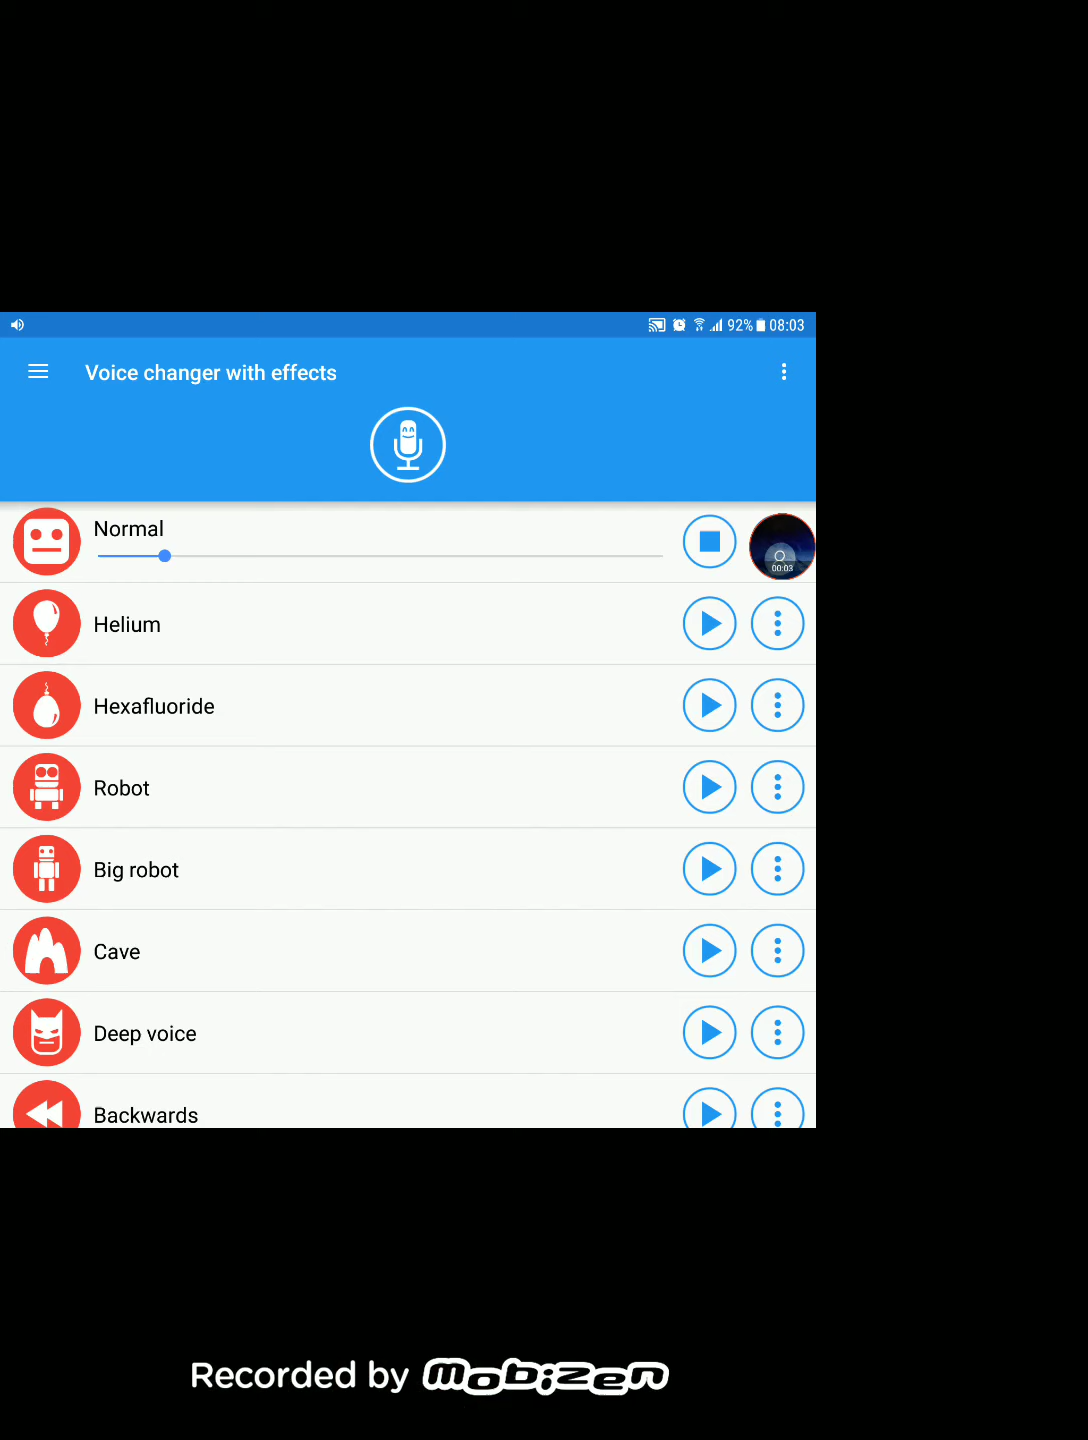 92% 08:03
Voice changer with effects
Normal
00:03
Helium
Hexafluoride
Robot
Big robot
Cave
Deep voice
Backwards
Recorded by mobizen